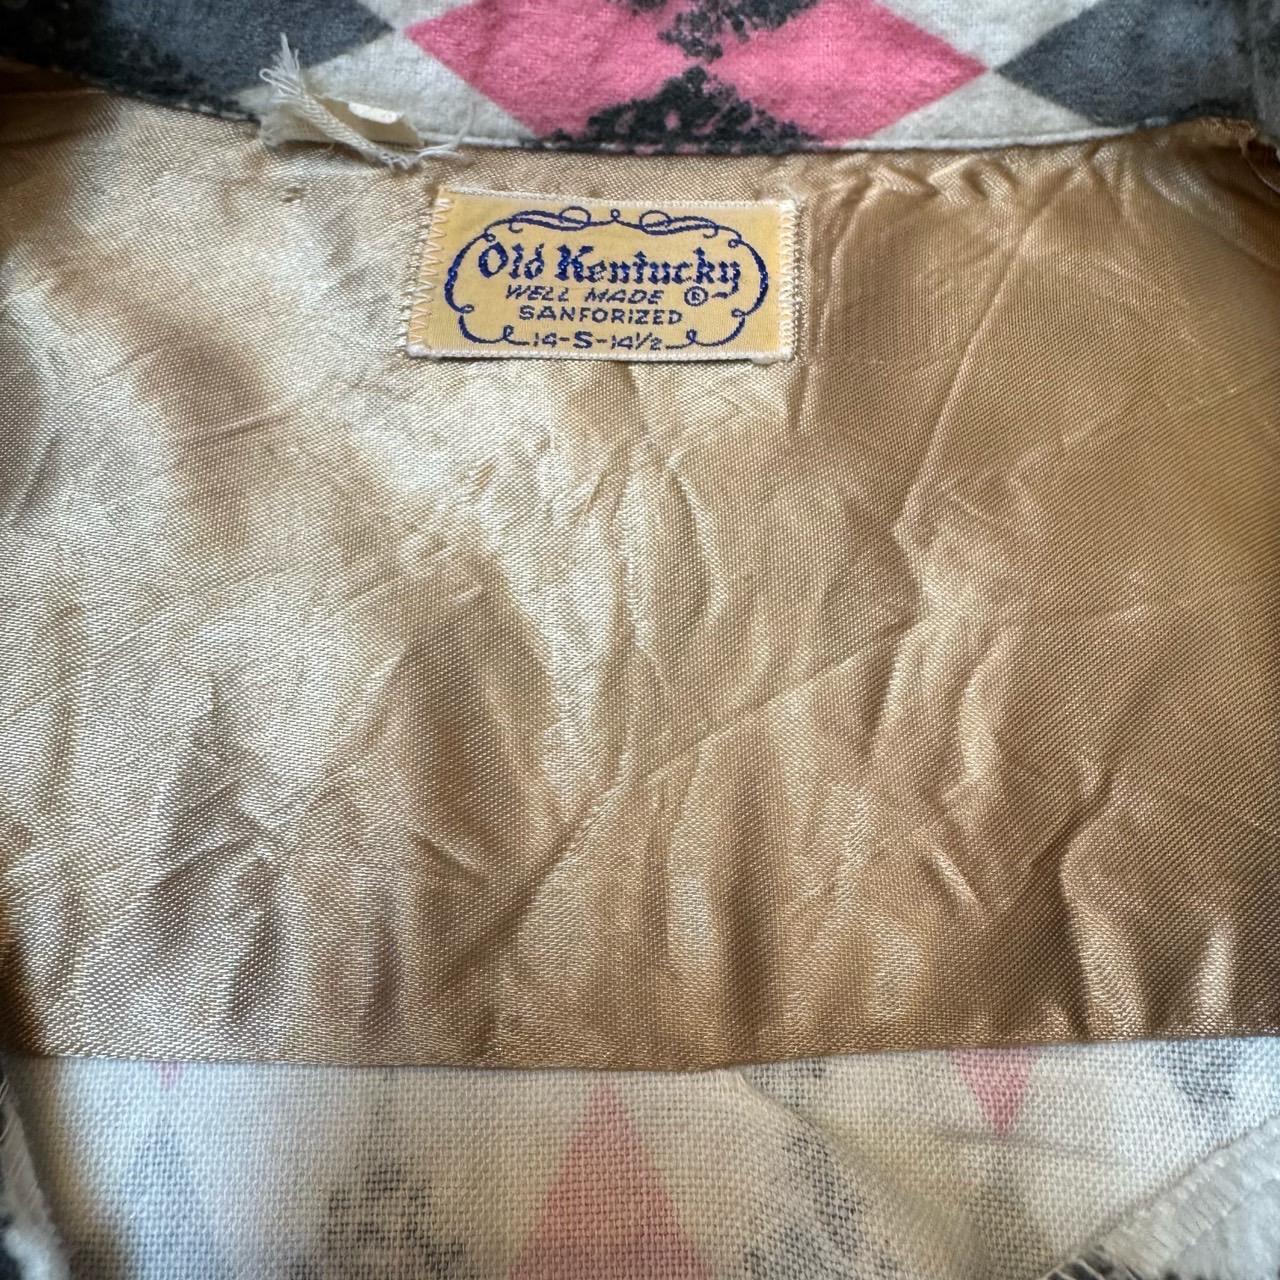 Old Kentucky
WELL MADE ®
SANFORIZED
14-S-14½